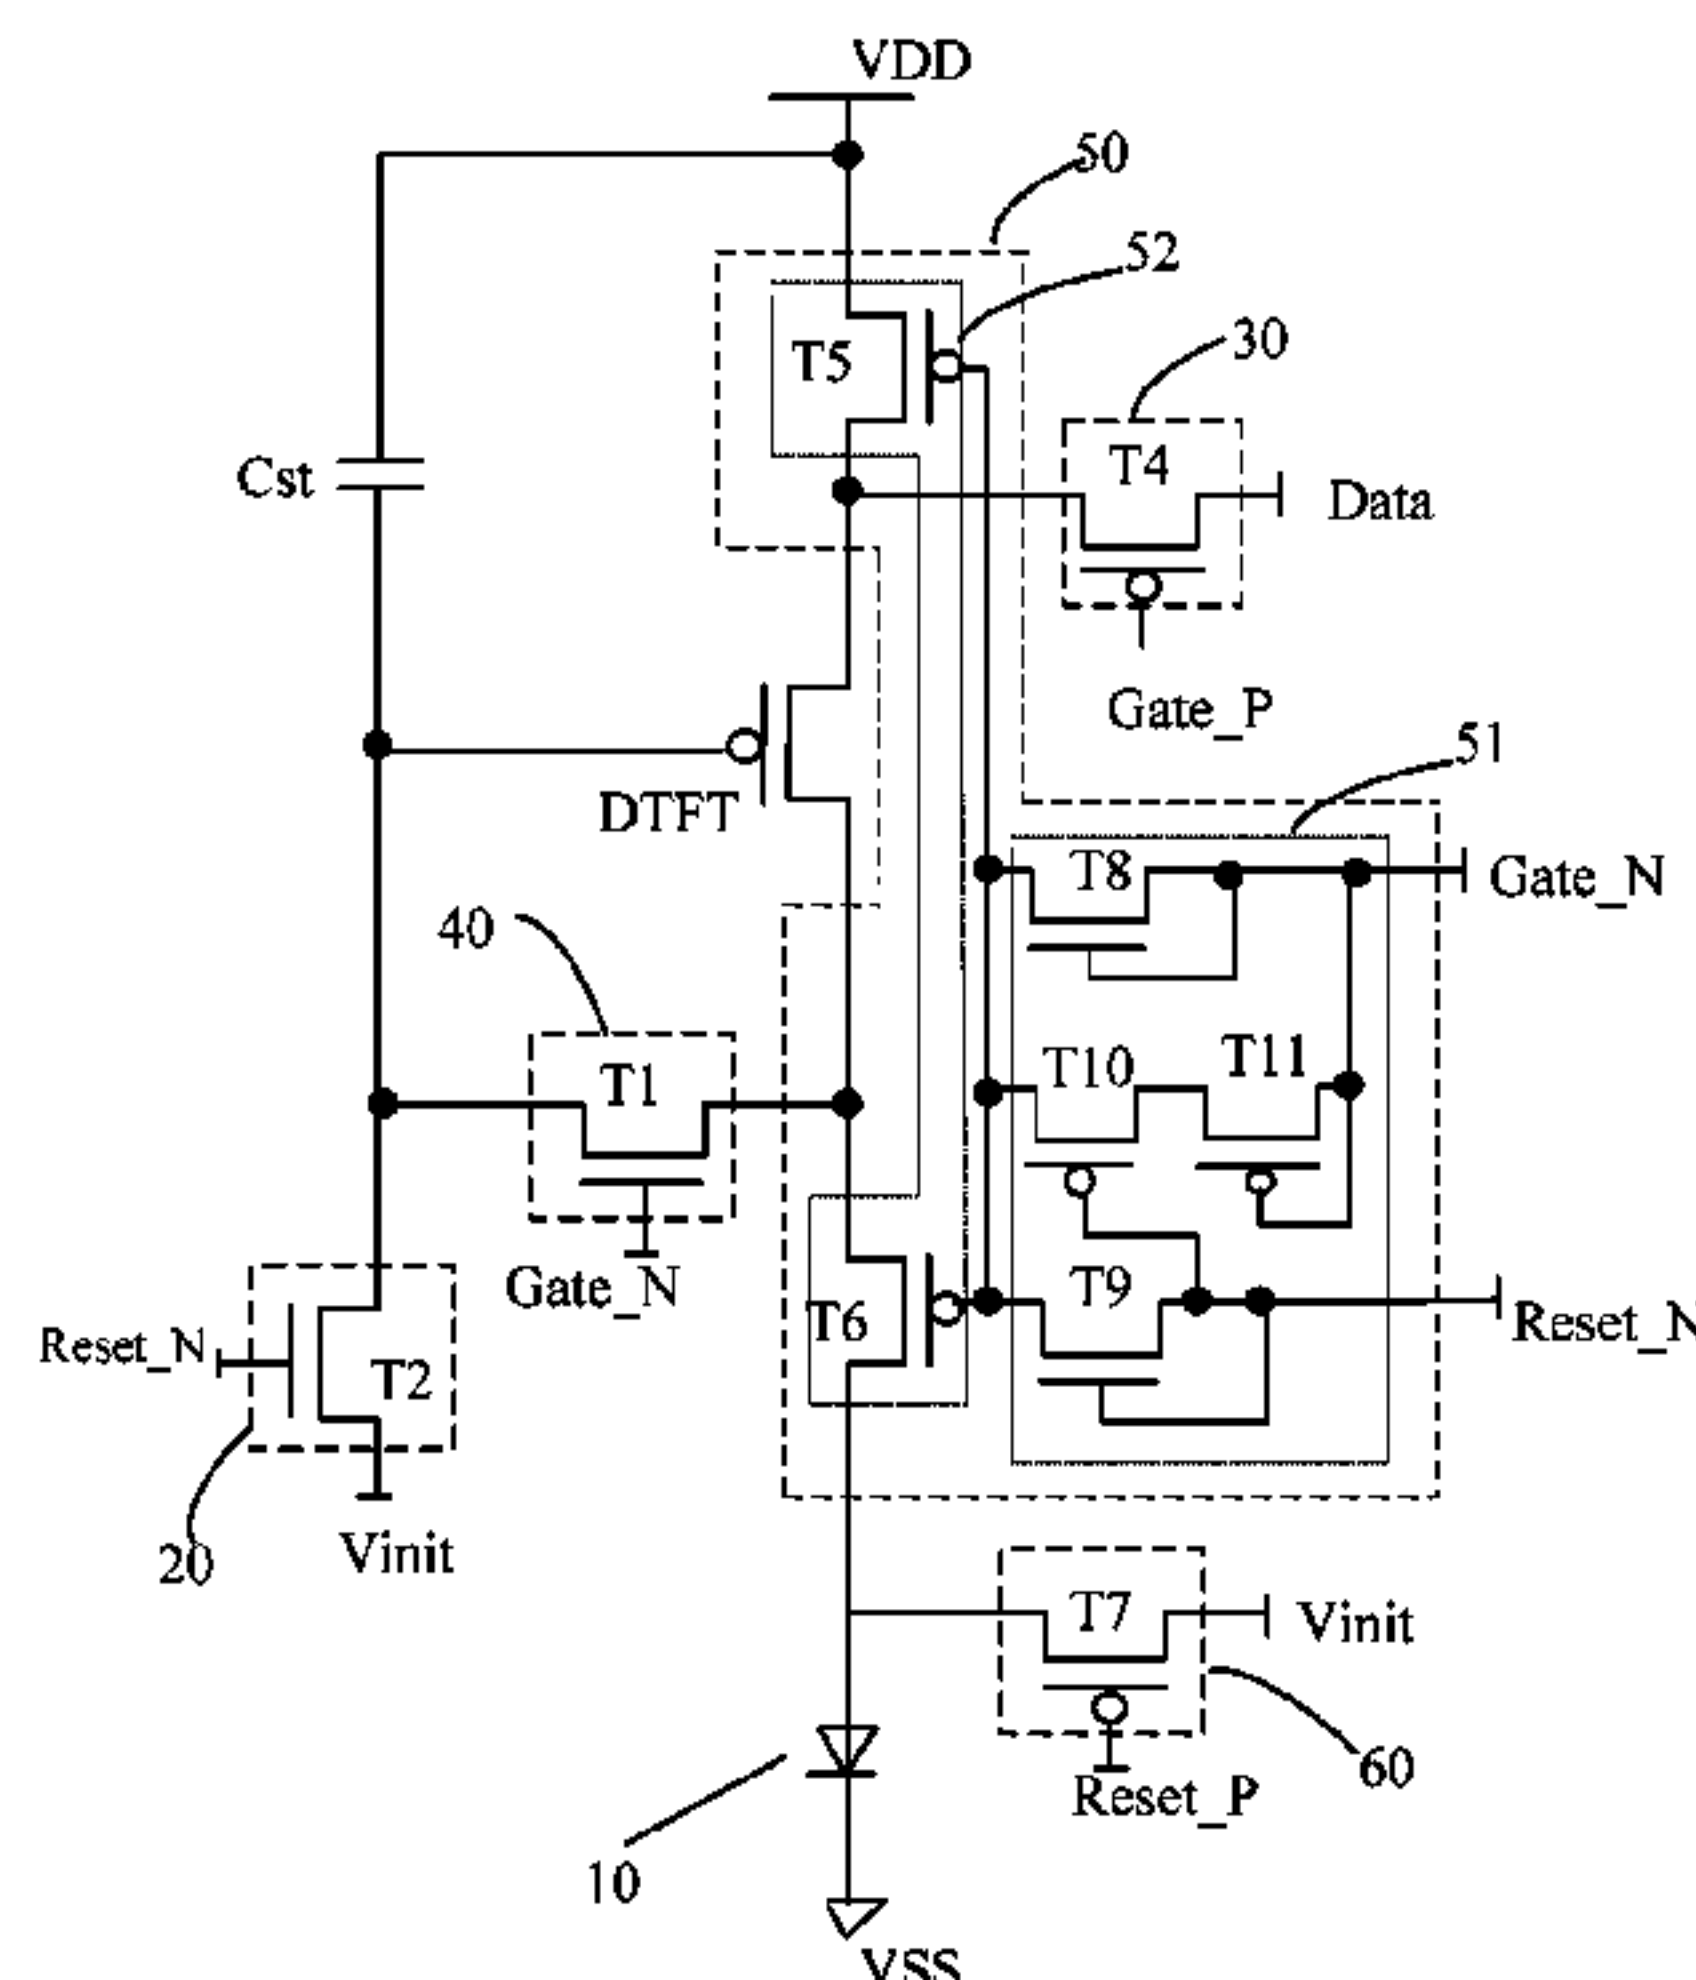 VDD
50
52
30
T5
T4
Cst
Data
Gate_P
51
DTFT
T8
Gate_N
40
T10
T11
T1
Gate_N
T9
T6
Reset_N
Reset_N
T2
20
Vinit
T7
Vinit
60
Reset_P
10
VSS